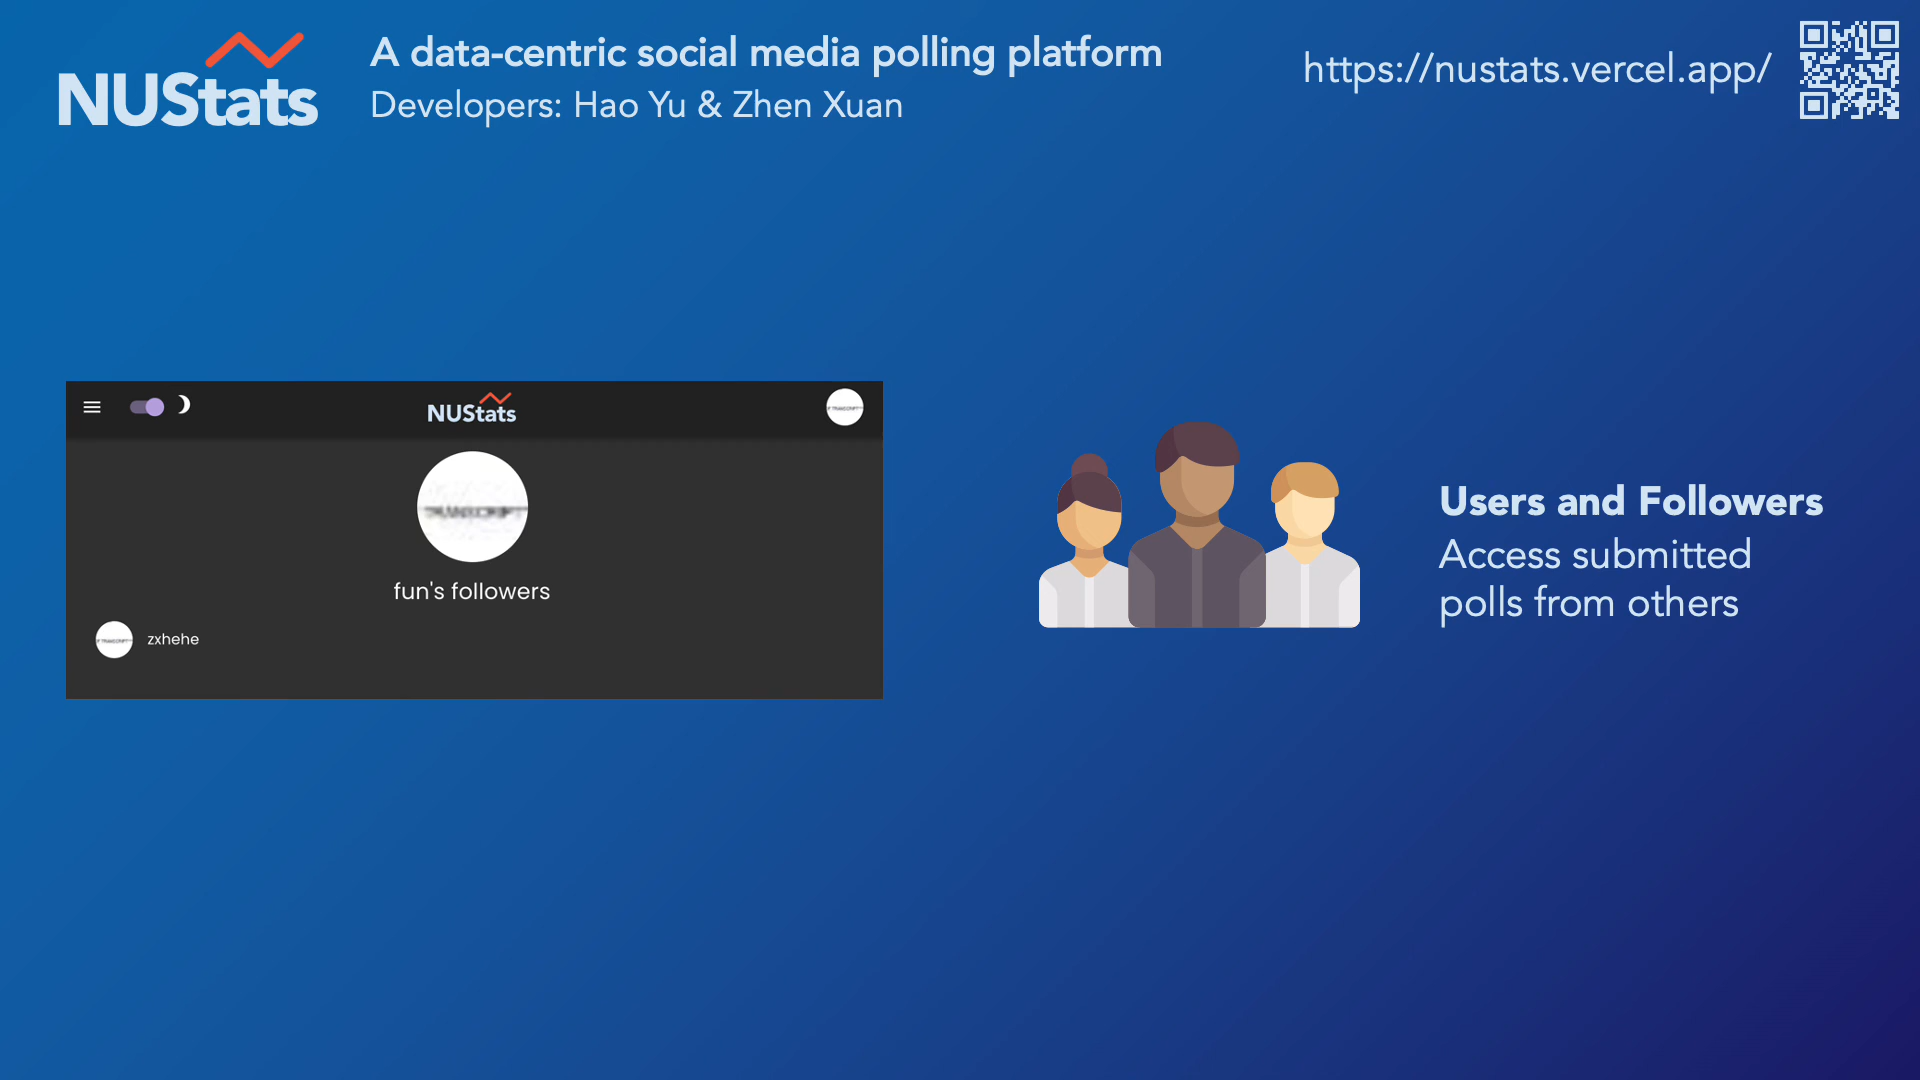 NUStats
A data-centric social media polling platform
Developers: Hao Yu & Zhen Xuan
https://nustats.vercel.app/
NUStats
TRANSCRIPT
fun's followers
zxhehe
Users and Followers
Access submitted
polls from others